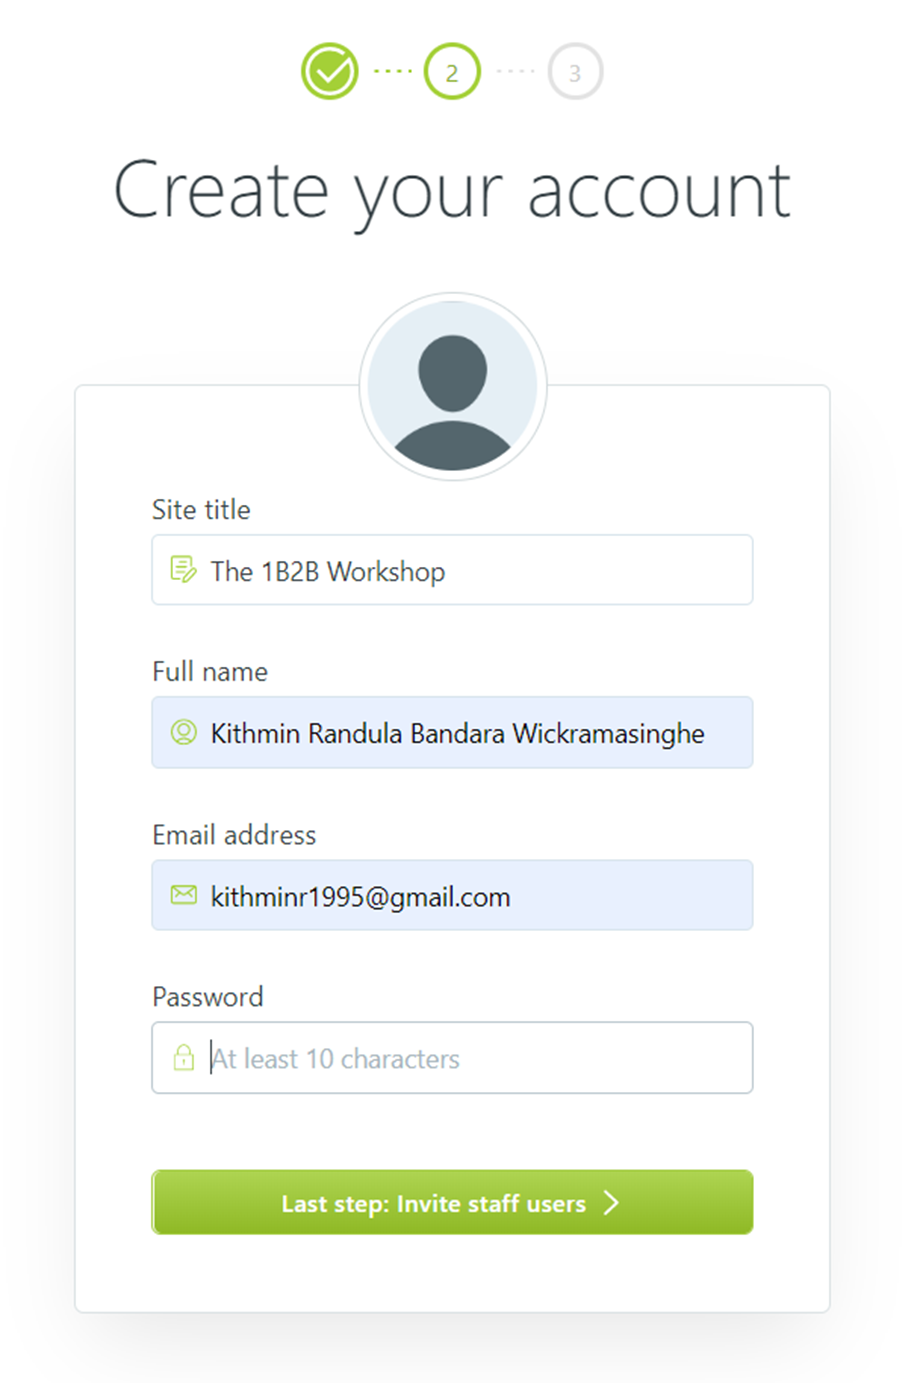 2
3
Create your account
Site title
The 1B2B Workshop
Full name
Kithmin Randula Bandara Wickramasinghe
Email address
kithminr1995@gmail.com
Password
At least 10 characters
Last step: Invite staff users